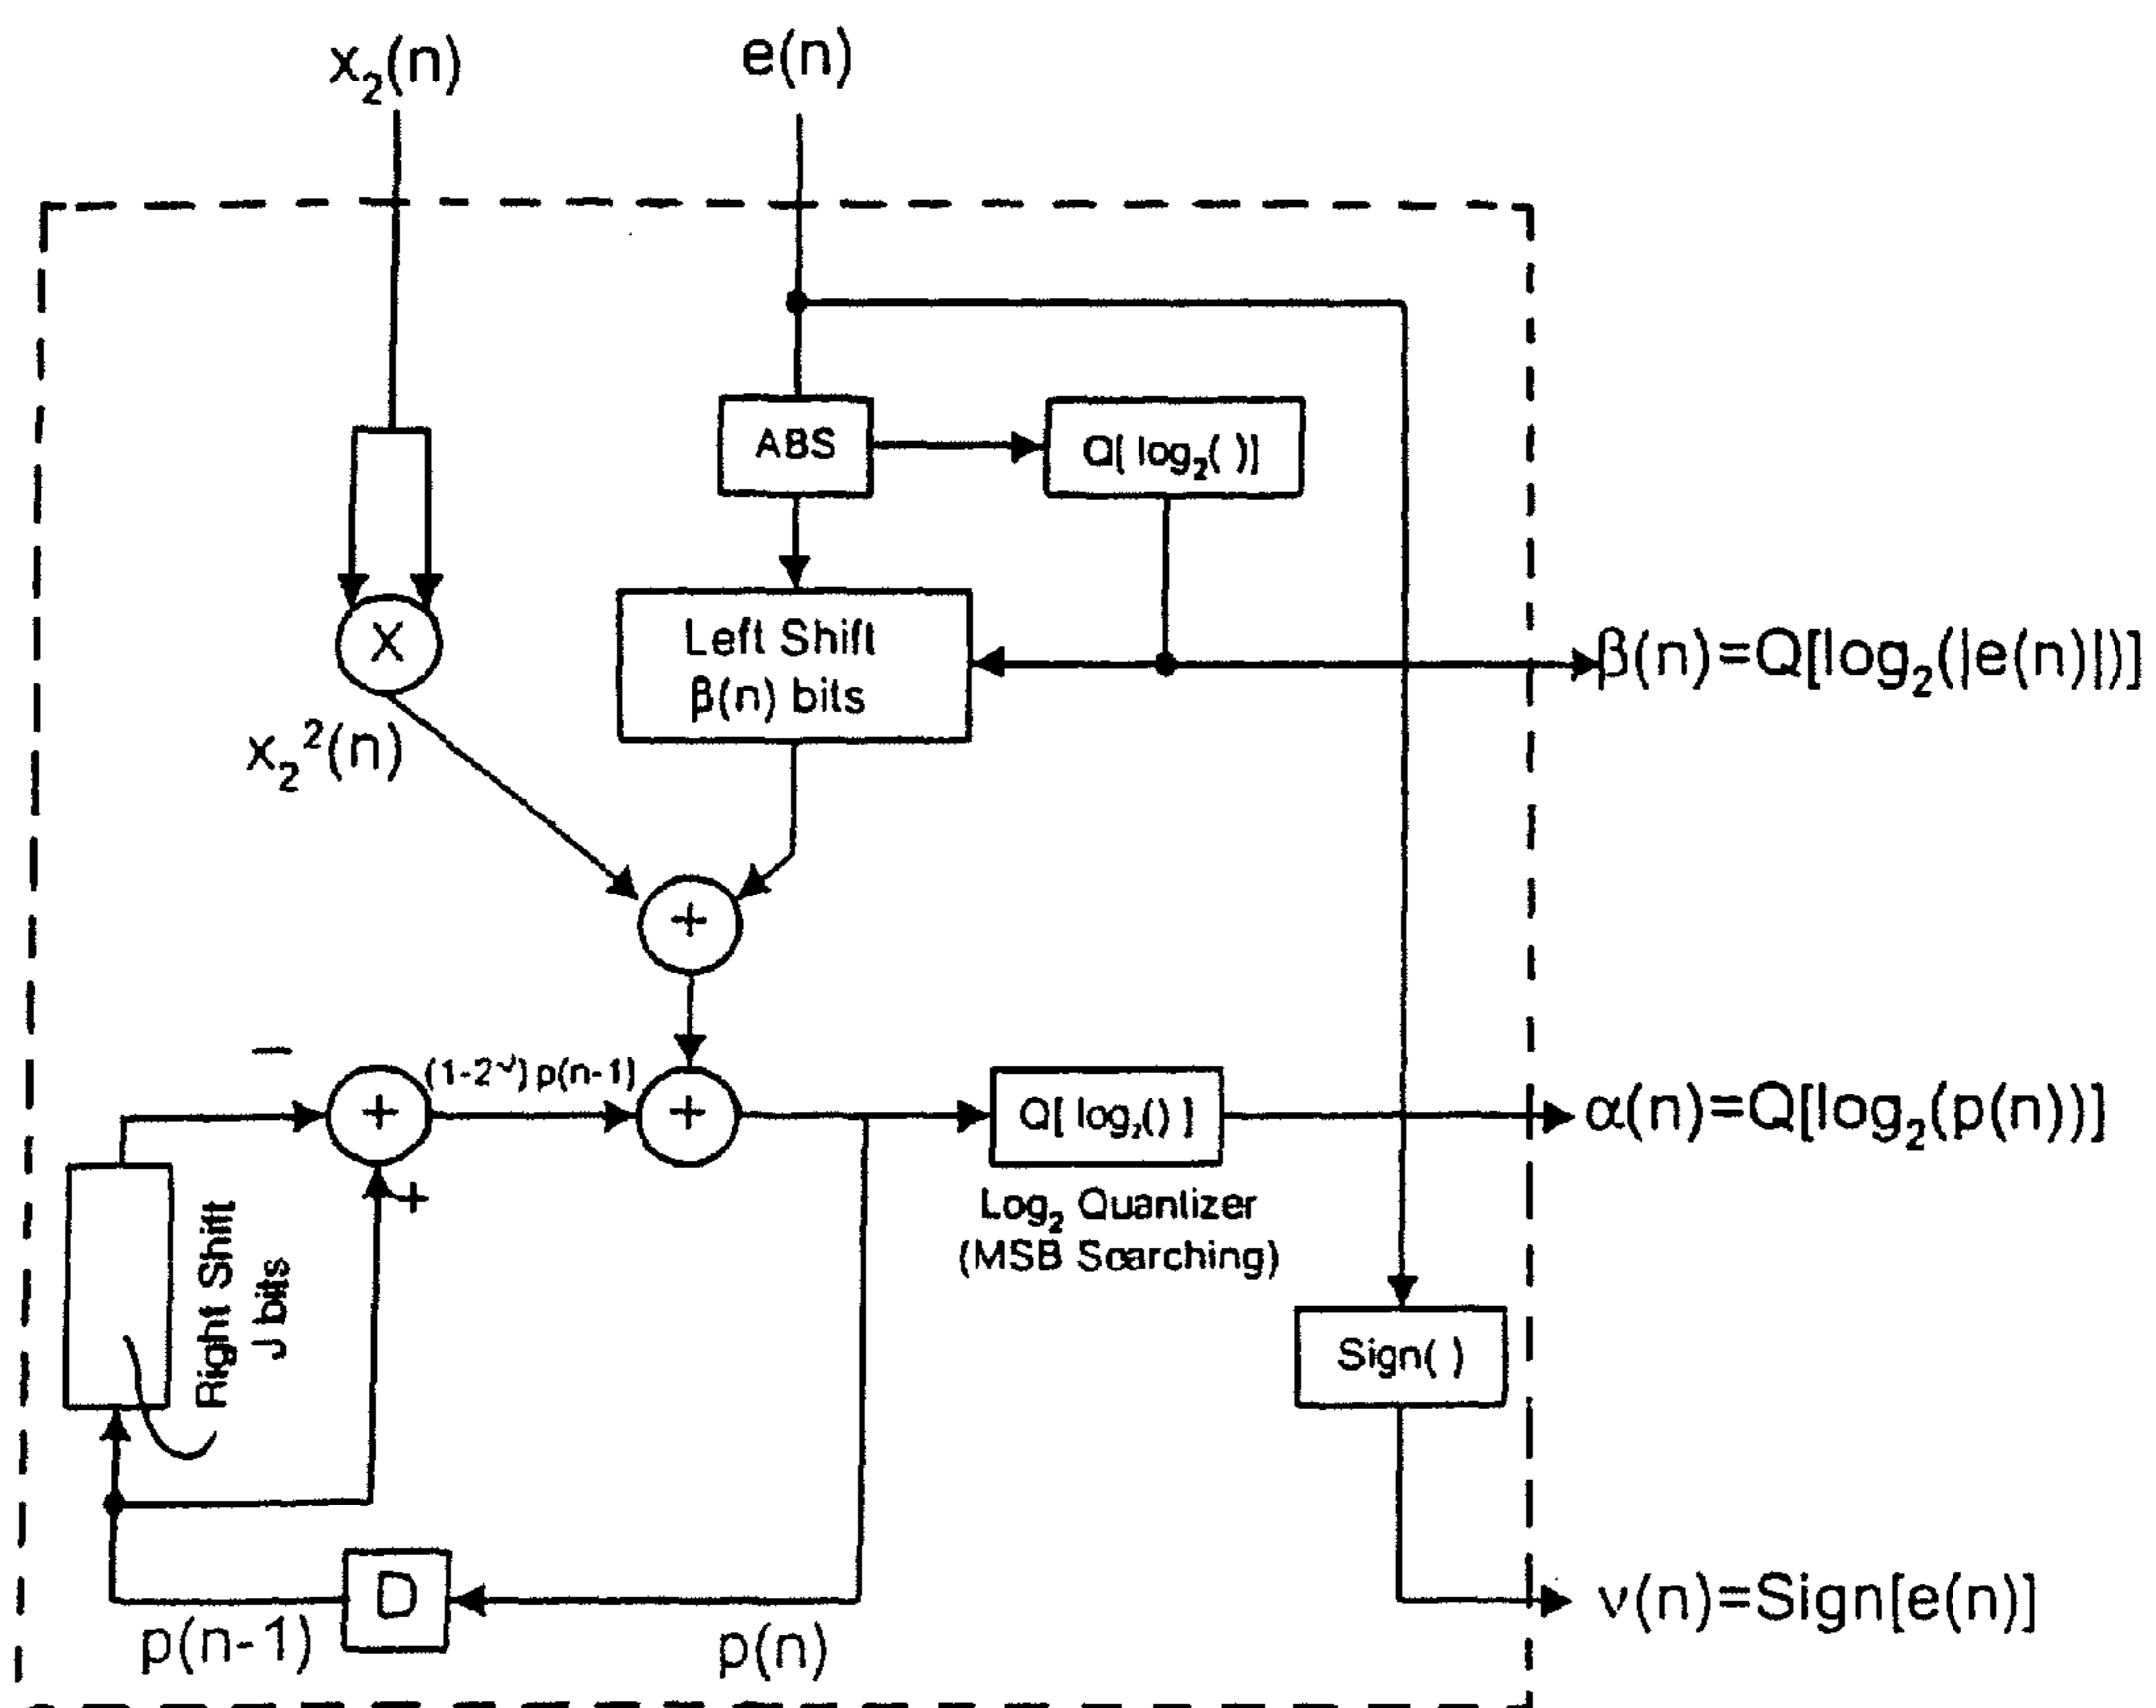 x₂(n)
e(n)
ABS
Q[ log₂( )]
X
Left Shift
β(n) bits
β(n)=Q[log₂(|e(n)|)]
x₂²(n)
+
−
+
(1-2⁻ᴶ) p(n-1)
+
Q[ log₂() ]
α(n)=Q[log₂(p(n))]
+
Log₂ Quantizer
(MSB Searching)
Right Shift
J bits
Sign( )
D
p(n-1)
p(n)
ν(n)=Sign[e(n)]